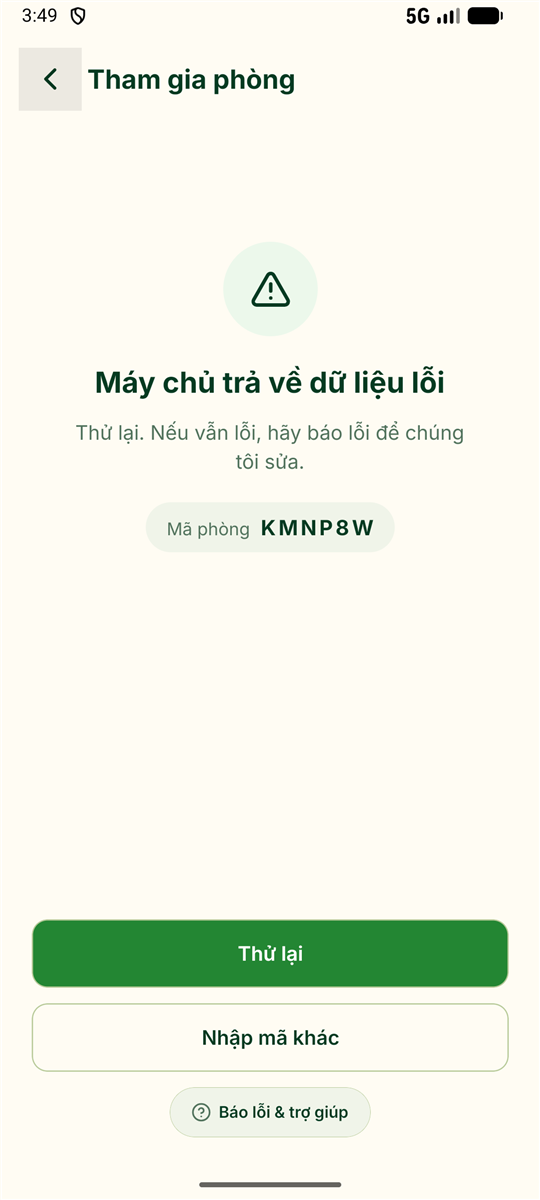 3:49
5G
Tham gia phòng
Máy chủ trả về dữ liệu lỗi
Thử lại. Nếu vẫn lỗi, hãy báo lỗi để chúng
tôi sửa.
Mã phòng KMNP8W
Thử lại
Nhập mã khác
Báo lỗi & trợ giúp